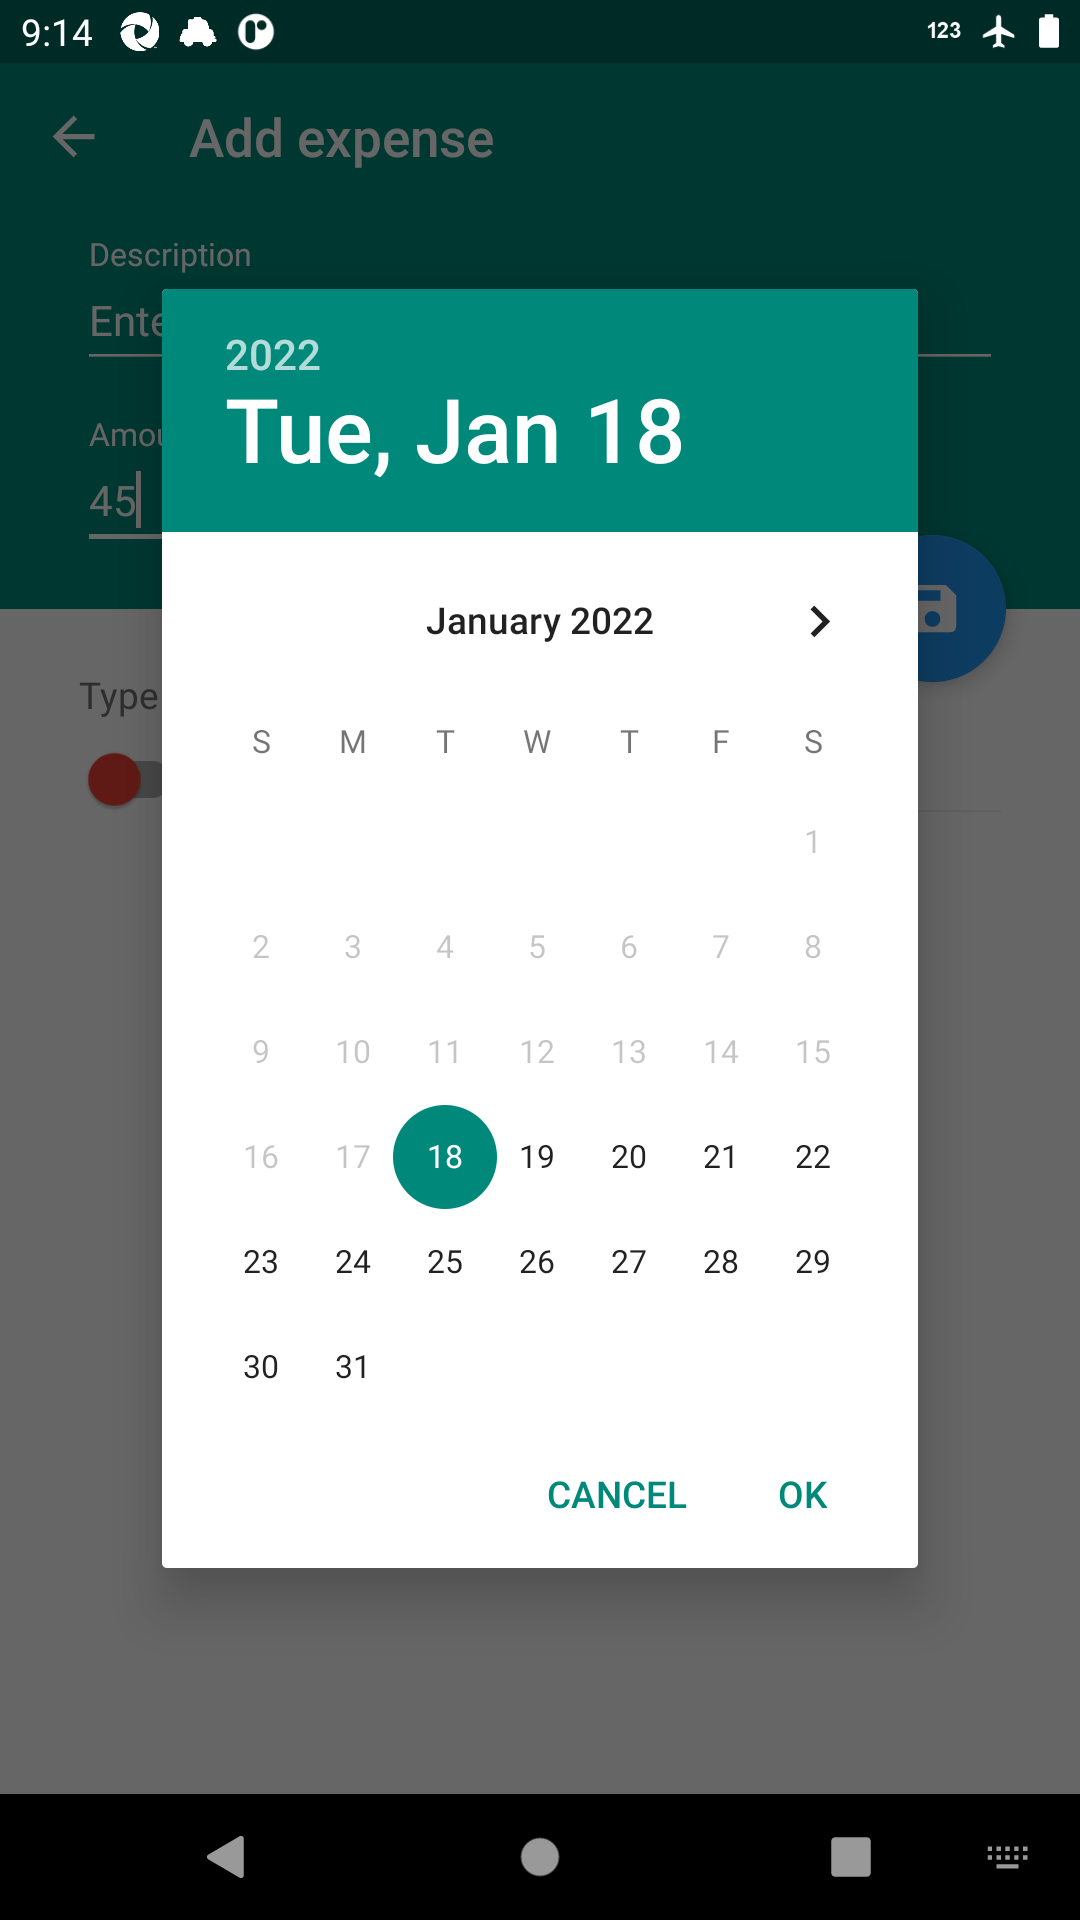 9:14
123
Add expense
Description
Ente
Amou
45
2022
Tue, Jan 18
January 2022
Type
S M T W T F S
1
2 3 4 5 6 7 8
9 10 11 12 13 14 15
16 17 18 19 20 21 22
23 24 25 26 27 28 29
30 31
CANCEL OK